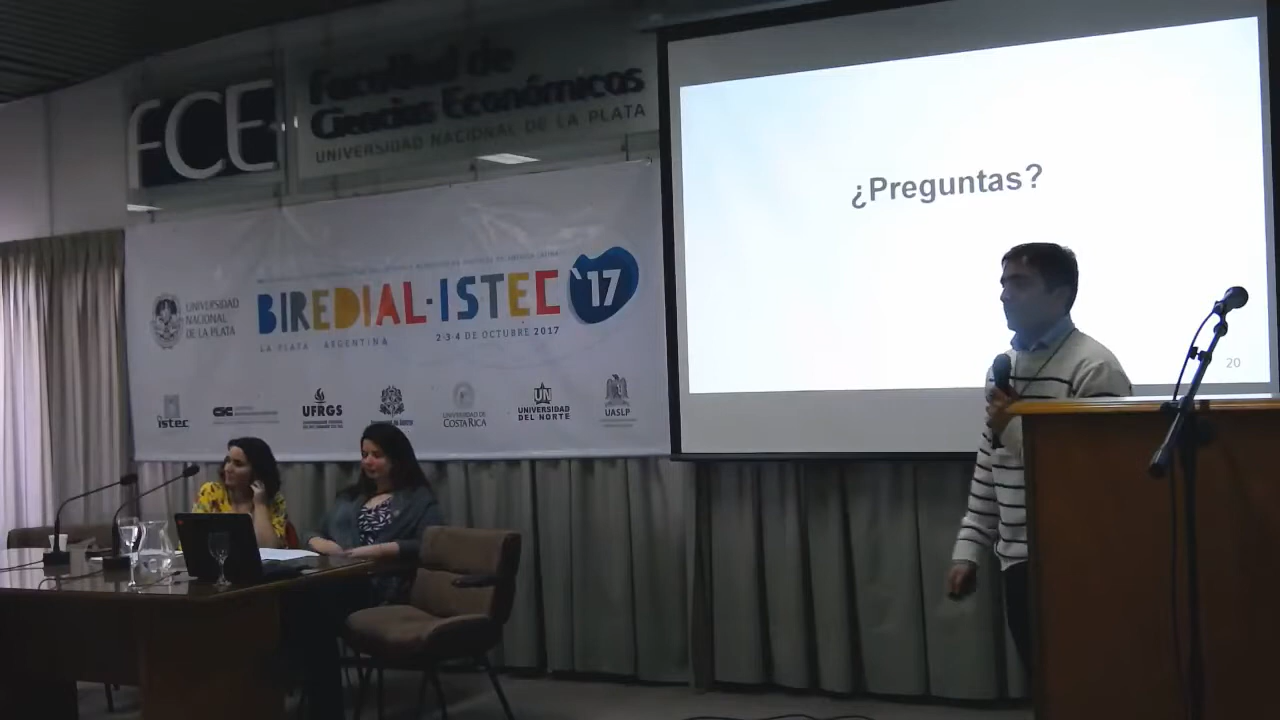 FCE
Facultad de
Ciencias Económicas
UNIVERSIDAD NACIONAL DE LA PLATA
¿Preguntas?
20
UNIVERSIDAD
NACIONAL
DE LA PLATA
BIREDIAL-ISTEC '17
LA PLATA ARGENTINA
2·3·4 DE OCTUBRE 2017
istec
UFRGS
UNIVERSIDAD DE
COSTA RICA
UN
UNIVERSIDAD
DEL NORTE
UASLP